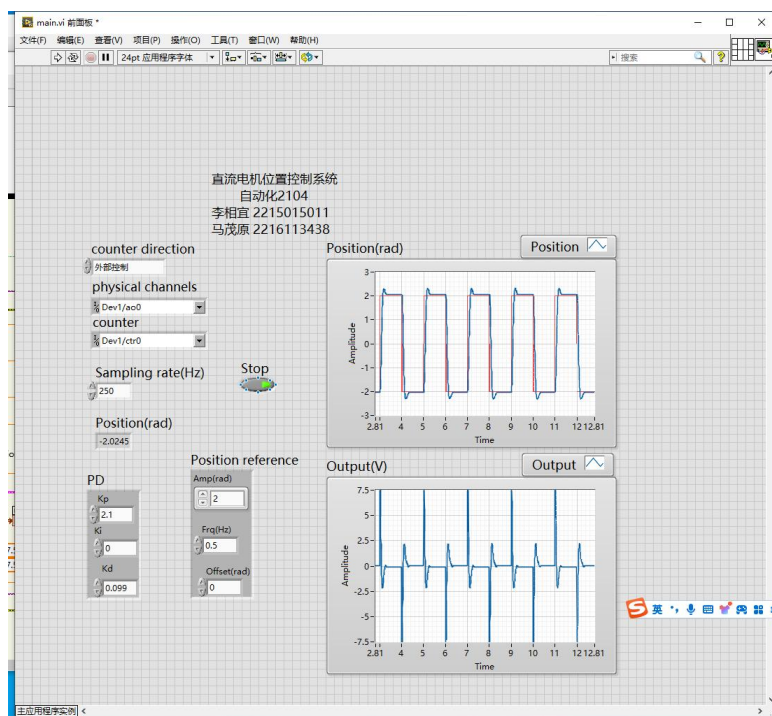 main.vi 前面板 *
文件(F) 编辑(E) 查看(V) 项目(P) 操作(O) 工具(T) 窗口(W) 帮助(H)
24pt 应用程序字体
搜索
直流电机位置控制系统
自动化2104
李相宜 2215015011
马茂原 2216113438
counter direction
外部控制
physical channels
Dev1/ao0
counter
Dev1/ctr0
Sampling rate(Hz)
250
Stop
Position(rad)
-2.0245
PD
Kp
2.1
Ki
0
Kd
0.099
Position reference
Amp(rad)
2
Frq(Hz)
0.5
Offset(rad)
0
Position(rad)
Position
Amplitude
3
2
1
0
-1
-2
-3
2.81 4 5 6 7 8 9 10 11 12 12.81
Time
Output(V)
Output
Amplitude
7.5
5
2.5
0
-2.5
-5
-7.5
2.81 4 5 6 7 8 9 10 11 12 12.81
Time
英
主应用程序实例